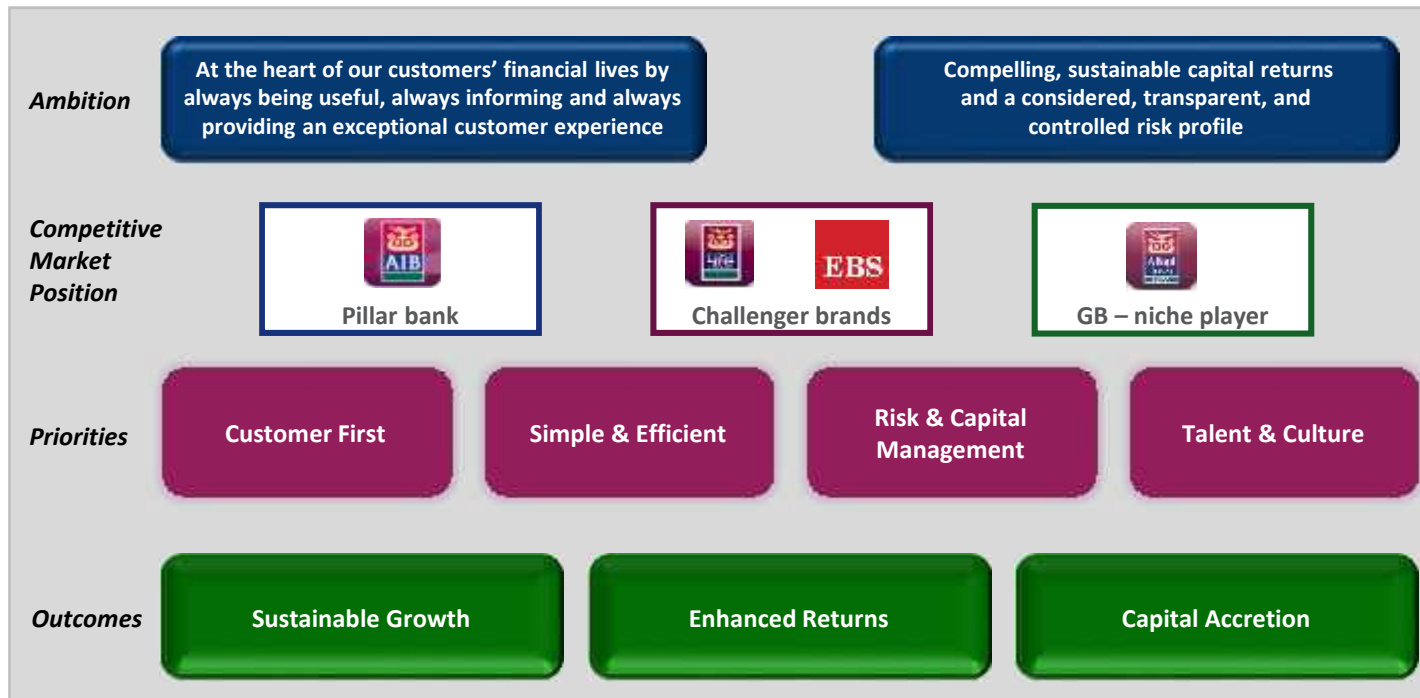 Ambition
At the heart of our customers’ financial lives by
always being useful, always informing and always
providing an exceptional customer experience
Compelling, sustainable capital returns
and a considered, transparent, and
controlled risk profile
Competitive
Market
Position
AIB
Pillar bank
EBS
Challenger brands
GB – niche player
Priorities
Customer First
Simple & Efficient
Risk & Capital
Management
Talent & Culture
Outcomes
Sustainable Growth
Enhanced Returns
Capital Accretion